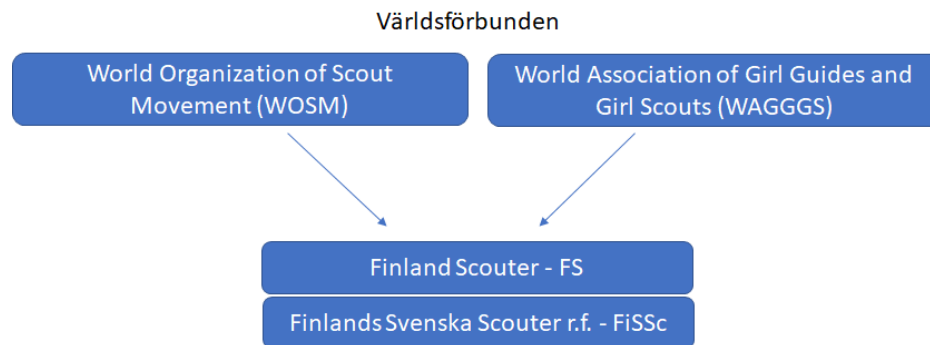 Världsförbunden
World Organization of Scout
Movement (WOSM)
World Association of Girl Guides and
Girl Scouts (WAGGGS)
Finland Scouter - FS
Finlands Svenska Scouter r.f. - FiSSc